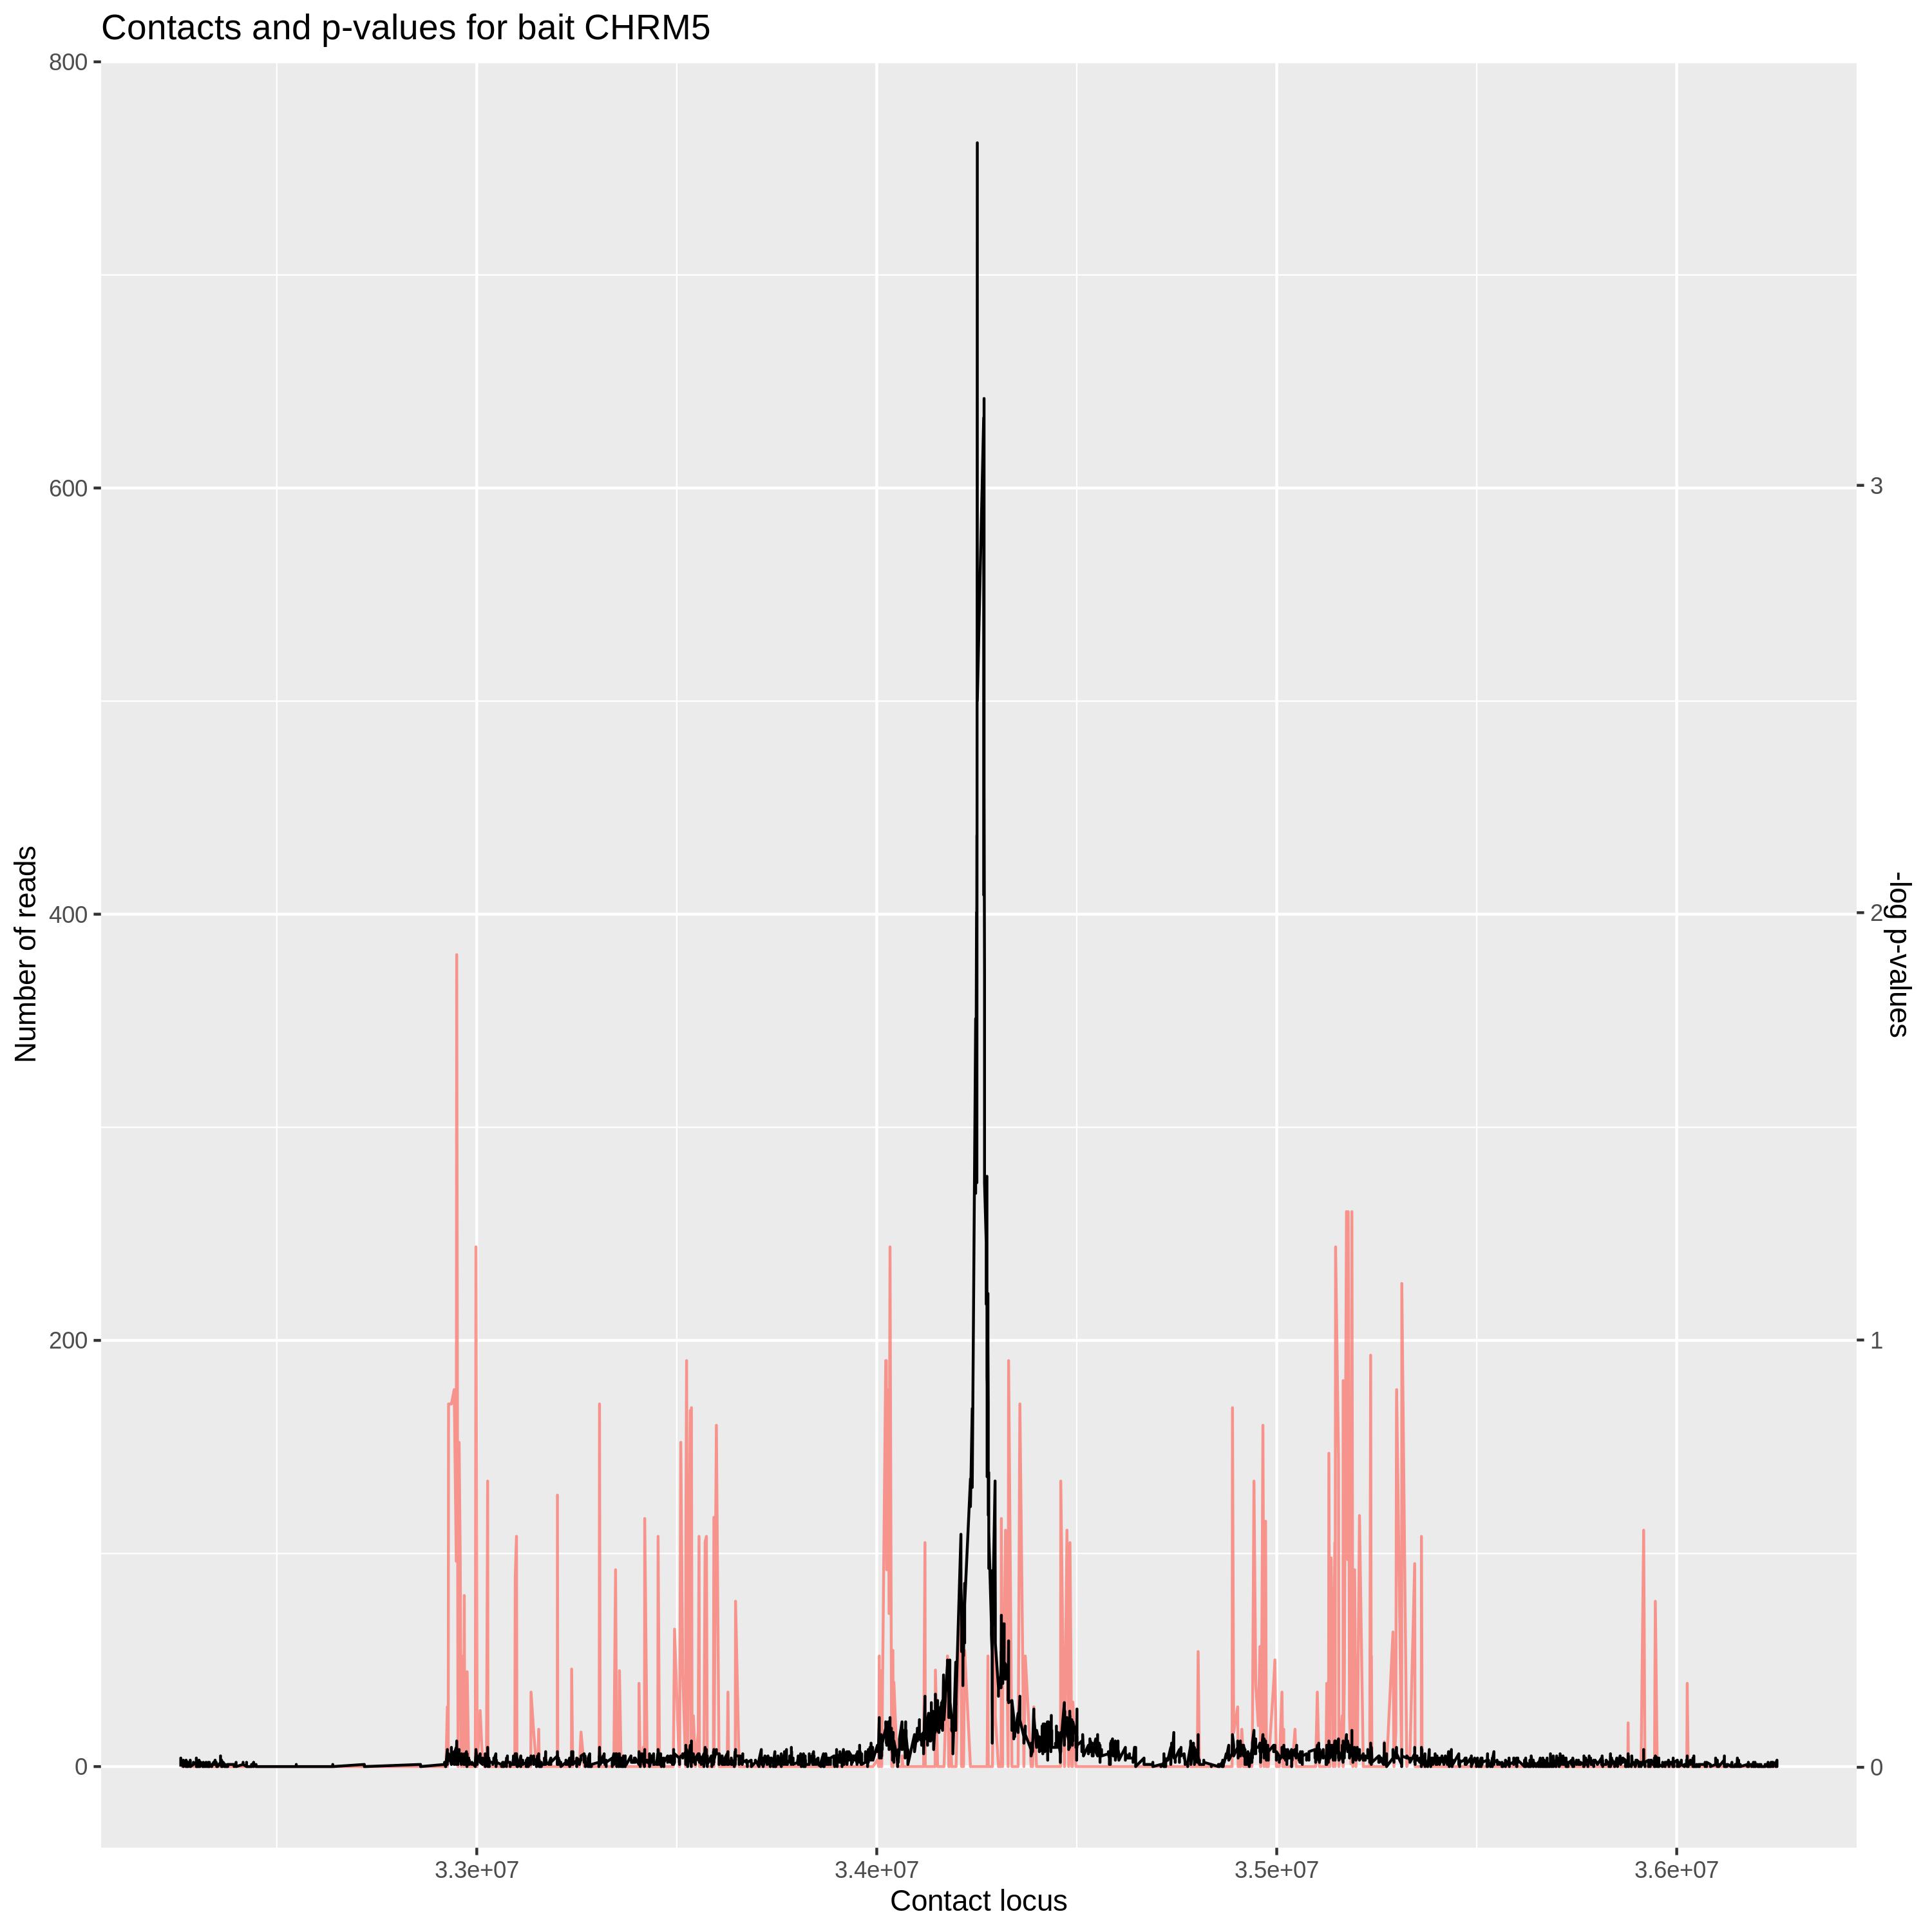 Contacts and p-values for bait CHRM5
800
600
400
200
0
Number of reads
3
2
1
0
-log p-values
3.3e+07
3.4e+07
3.5e+07
3.6e+07
Contact locus